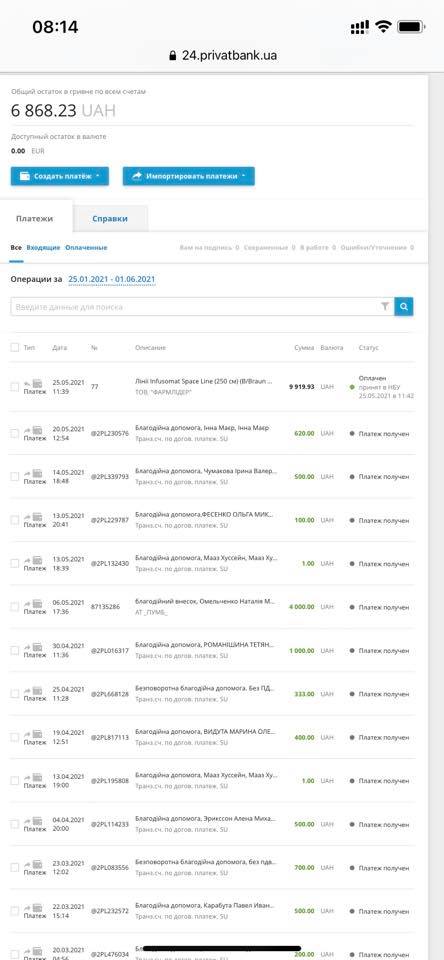 08:14
24.privatbank.ua
Общий остаток в гривне по всем счетам
6 868.23 UAH
Доступный остаток в валюте
0.00 EUR
Создать платёж Импортировать платежи
Платежи Справки
Все Входящие Оплаченные Вам на подпись 0 Сохраненные 0 В работе 0 Ошибки/Уточнения 0
Операции за 25.01.2021 - 01.06.2021
Введите данные для поиска
Тип Дата № Описание Сумма Валюта Статус
Платеж 25.05.2021 11:39 77 Лінії Infusomat Space Line (250 см) (B/Braun ... 9 919.93 UAH Оплачен
ТОВ "ФАРМЛІДЕР" принят в НБУ
25.05.2021 в 11:42
20.05.2021 @2PL230576 Благодійна допомога, Інна Маєр, Інна Маєр 620.00 UAH Платеж получен
Платеж 12:54 Транз.сч. по догов. платеж. SU
14.05.2021 @2PL339793 Благодійна допомога, Чумакова Ірина Валер... 500.00 UAH Платеж получен
Платеж 18:48 Транз.сч. по догов. платеж. SU
13.05.2021 @2PL229787 Благодійна допомога,ФЕСЕНКО ОЛЬГА МИК... 100.00 UAH Платеж получен
Платеж 20:41 Транз.сч. по догов. платеж. SU
13.05.2021 @2PL132430 Благодійна допомога, Мааз Хуссейн, Мааз Ху... 1.00 UAH Платеж получен
Платеж 18:39 Транз.сч. по догов. платеж. SU
06.05.2021 87135286 благодійний внесок, Омельченко Наталія М... 4 000.00 UAH Платеж получен
Платеж 17:36 АТ _ПУМБ_
30.04.2021 @2PL016317 Благодійна допомога, РОМАНІШИНА ТЕТЯН... 1 000.00 UAH Платеж получен
Платеж 11:36 Транз.сч. по догов. платеж. SU
25.04.2021 @2PL668128 Безповоротна благодійна допомога. Без ПД... 333.00 UAH Платеж получен
Платеж 11:28 Транз.сч. по догов. платеж. SU
19.04.2021 @2PL817113 Благодійна допомога, ВИДУТА МАРИНА ОЛЕ... 400.00 UAH Платеж получен
Платеж 12:51 Транз.сч. по догов. платеж. SU
13.04.2021 @2PL195808 Благодійна допомога, Мааз Хуссейн, Мааз Ху... 1.00 UAH Платеж получен
Платеж 19:00 Транз.сч. по догов. платеж. SU
04.04.2021 @2PL114233 Благодійна допомога, Эрикссон Алена Миха... 500.00 UAH Платеж получен
Платеж 20:00 Транз.сч. по догов. платеж. SU
23.03.2021 @2PL083556 Безповоротна благодійна допомога, без пдв... 700.00 UAH Платеж получен
Платеж 12:02 Транз.сч. по догов. платеж. SU
22.03.2021 @2PL232572 Благодійна допомога, Карабута Павел Иван... 500.00 UAH Платеж получен
Платеж 15:14 Транз.сч. по догов. платеж. SU
20.03.2021 @2PL476034 200.00 UAH Платеж получен
Платеж 04:56 Транз.сч. по догов. платеж. SU